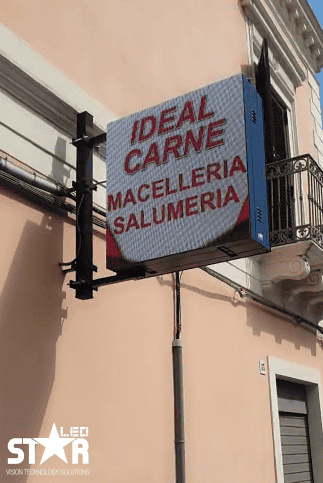 IDEAL
CARNE
MACELLERIA
SALUMERIA
LED
STAR
VISION TECHNOLOGY SOLUTIONS